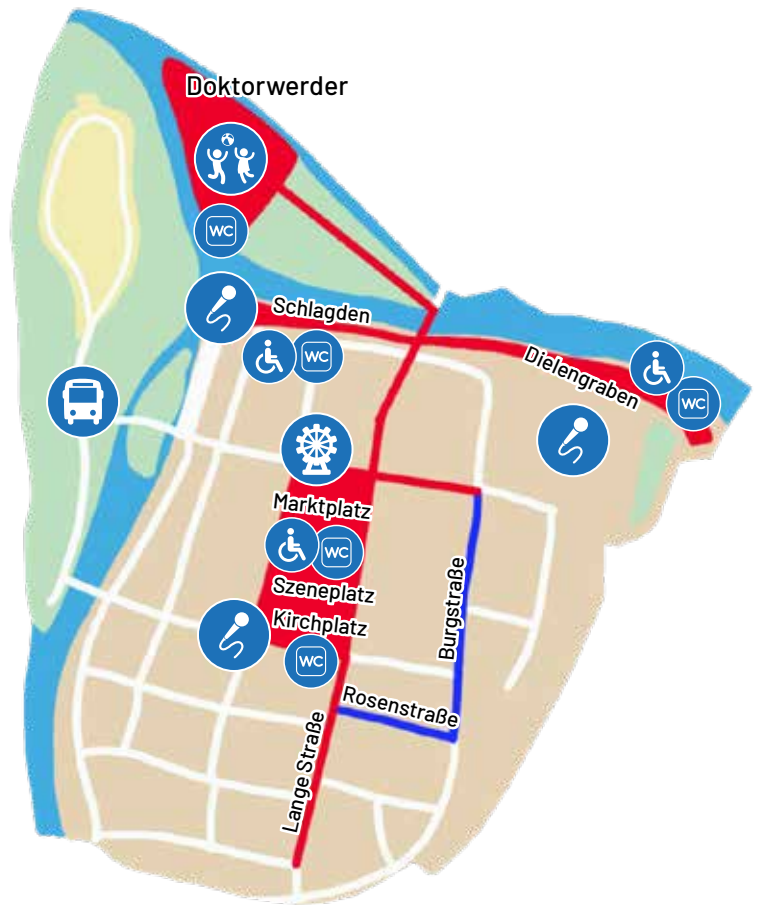 Doktorwerder
WC
Schlagden
WC
Dielengraben
WC
Marktplatz
WC
Szeneplatz
Kirchplatz
WC
Burgstraße
Rosenstraße
Lange Straße